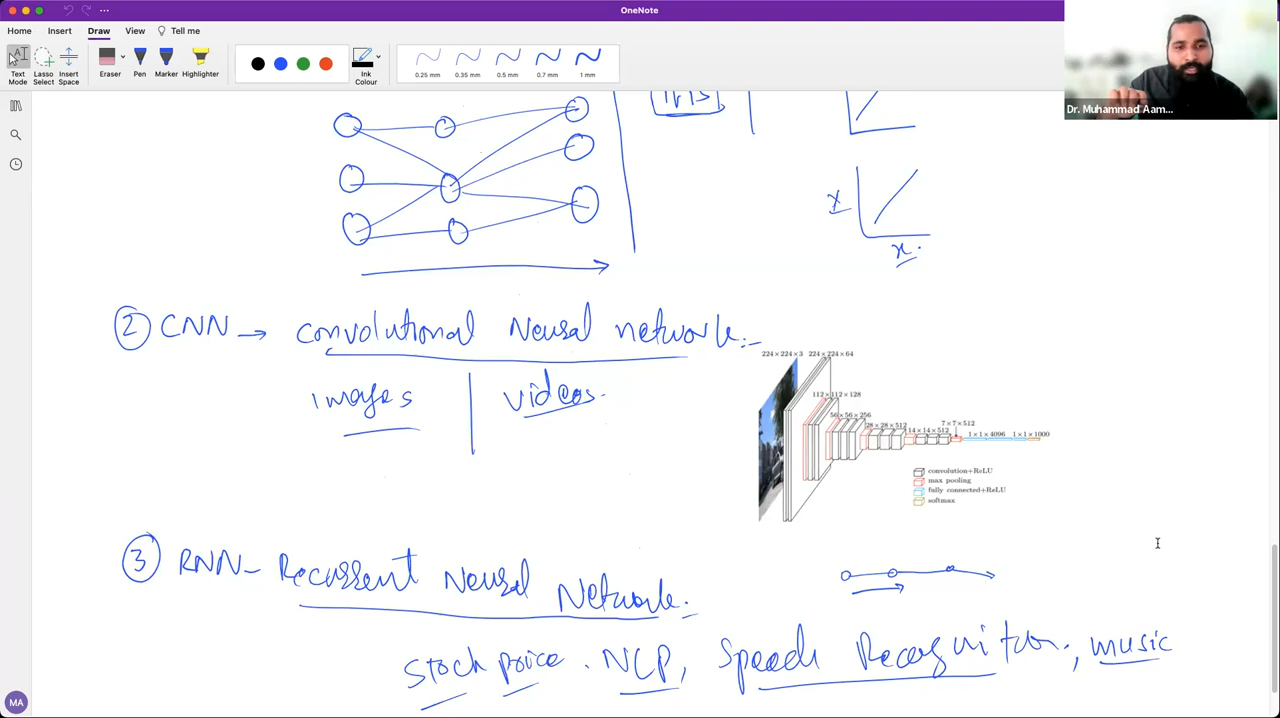 OneNote
Home Insert Draw View Tell me
Text Mode
Lasso Select
Insert Space
Eraser
Pen
Marker
Highlighter
Ink Colour
0.25 mm
0.35 mm
0.5 mm
0.7 mm
1 mm
Dr. Muhammad Aam...
x
x.
② CNN → Convolutional Neural network:-
images | videos.
224×224×3 224×224×64
112×112×128
56×56×256
28×28×512
14×14×512
7×7×512
1×1×4096 1×1×1000
convolution+ReLU
max pooling
fully connected+ReLU
softmax
③ RNN - Recurrent Neural Network:
Stock price. NLP, Speech Recognition, music
MA